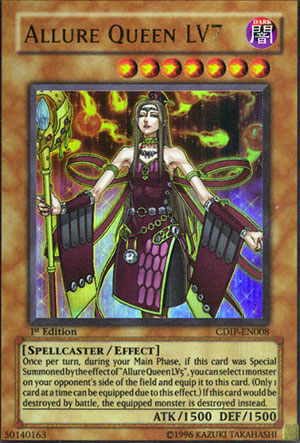 ALLURE QUEEN LV7
DARK
闇
1st Edition
CDIP-EN008
[SPELLCASTER / EFFECT]
Once per turn, during your Main Phase, if this card was Special
Summoned by the effect of "Allure Queen LV5", you can select 1 monster
on your opponent's side of the field and equip it to this card. (Only 1
card at a time can be equipped due to this effect.) If this card would be
destroyed by battle, the equipped monster is destroyed instead.
ATK/1500 DEF/1500
50140163
©1996 KAZUKI TAKAHASHI